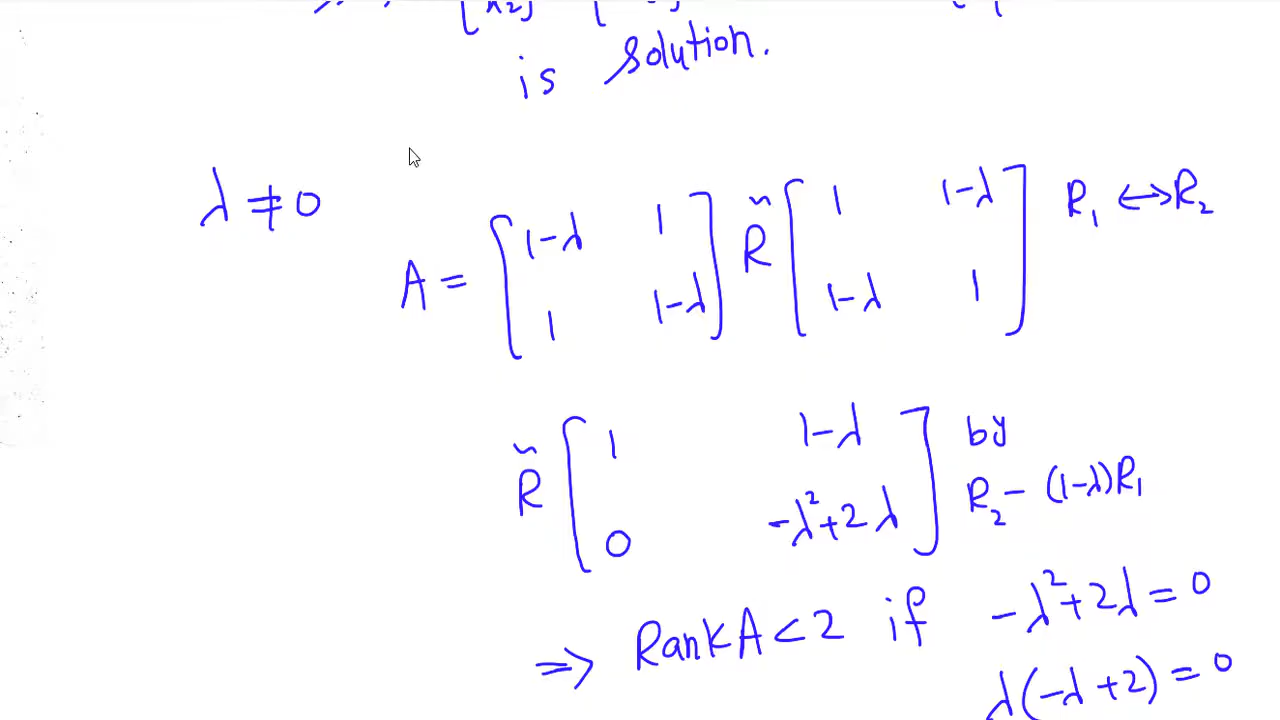 is solution.
λ ≠ 0
A = [1-λ 1
1 1-λ] R̃ [1 1-λ
1-λ 1] R₁ ↔ R₂
R̃ [1 1-λ
0 -λ²+2λ] by
R₂ - (1-λ)R₁
⇒ Rank A < 2 if -λ²+2λ = 0
λ(-λ+2) = 0